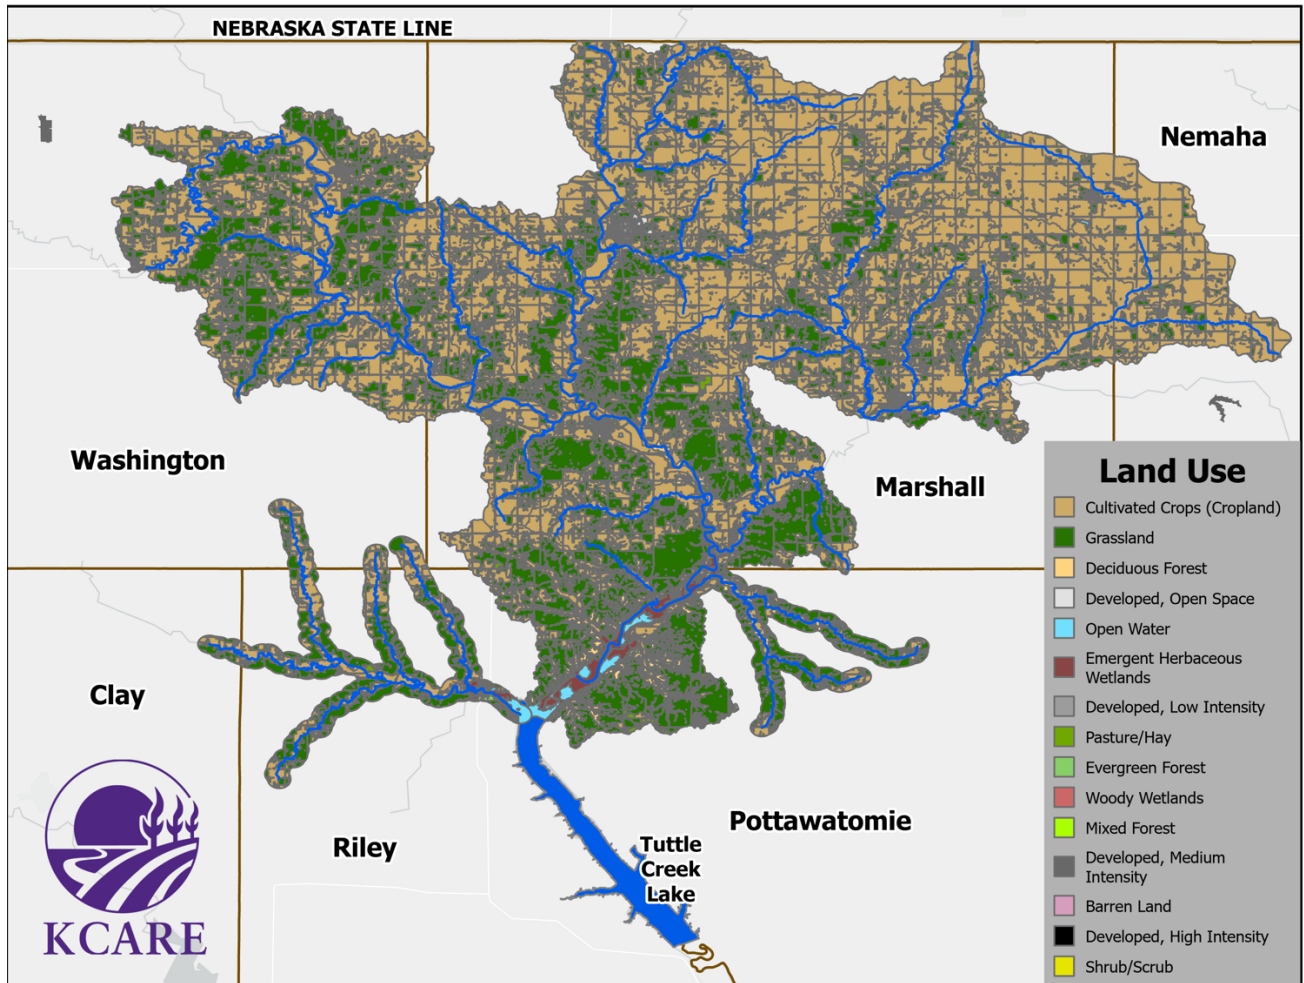 NEBRASKA STATE LINE
Nemaha
Washington
Marshall
Clay
Riley
Pottawatomie
Tuttle
Creek
Lake
KCARE
Land Use
Cultivated Crops (Cropland)
Grassland
Deciduous Forest
Developed, Open Space
Open Water
Emergent Herbaceous
Wetlands
Developed, Low Intensity
Pasture/Hay
Evergreen Forest
Woody Wetlands
Mixed Forest
Developed, Medium
Intensity
Barren Land
Developed, High Intensity
Shrub/Scrub